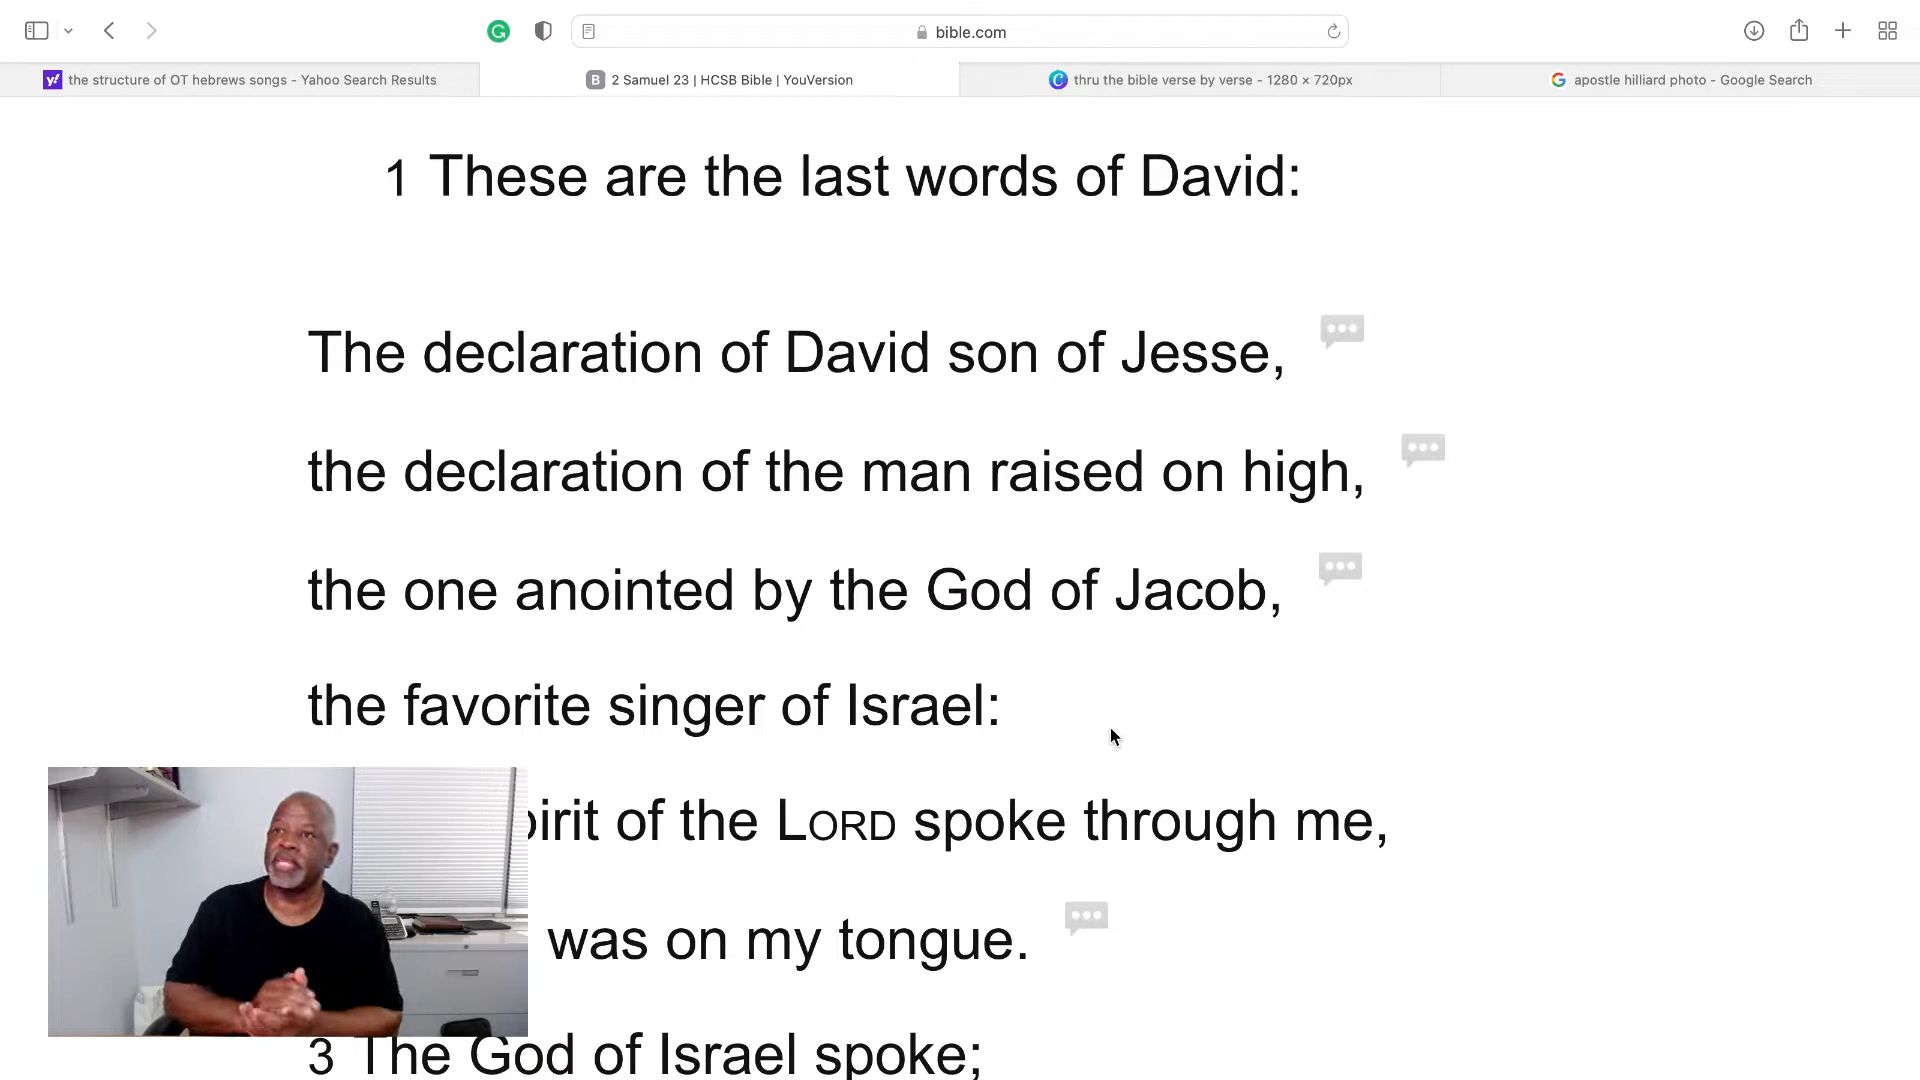 bible.com
the structure of OT hebrews songs - Yahoo Search Results
2 Samuel 23 | HCSB Bible | YouVersion
thru the bible verse by verse - 1280 × 720px
apostle hilliard photo - Google Search
1 These are the last words of David:
The declaration of David son of Jesse,
the declaration of the man raised on high,
the one anointed by the God of Jacob,
the favorite singer of Israel:
of the LORD spoke through me,
was on my tongue.
3 The God of Israel spoke;